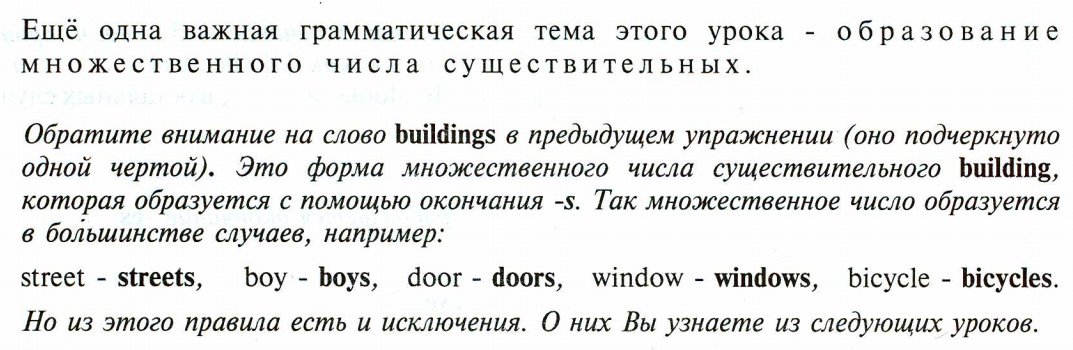 Ещё одна важная грамматическая тема этого урока - образование
множественного числа существительных.
Обратите внимание на слово buildings в предыдущем упражнении (оно подчеркнуто
одной чертой). Это форма множественного числа существительного building,
которая образуется с помощью окончания -s. Так множественное число образуется
в большинстве случаев, например:
street - streets, boy - boys, door - doors, window - windows, bicycle - bicycles.
Но из этого правила есть и исключения. О них Вы узнаете из следующих уроков.